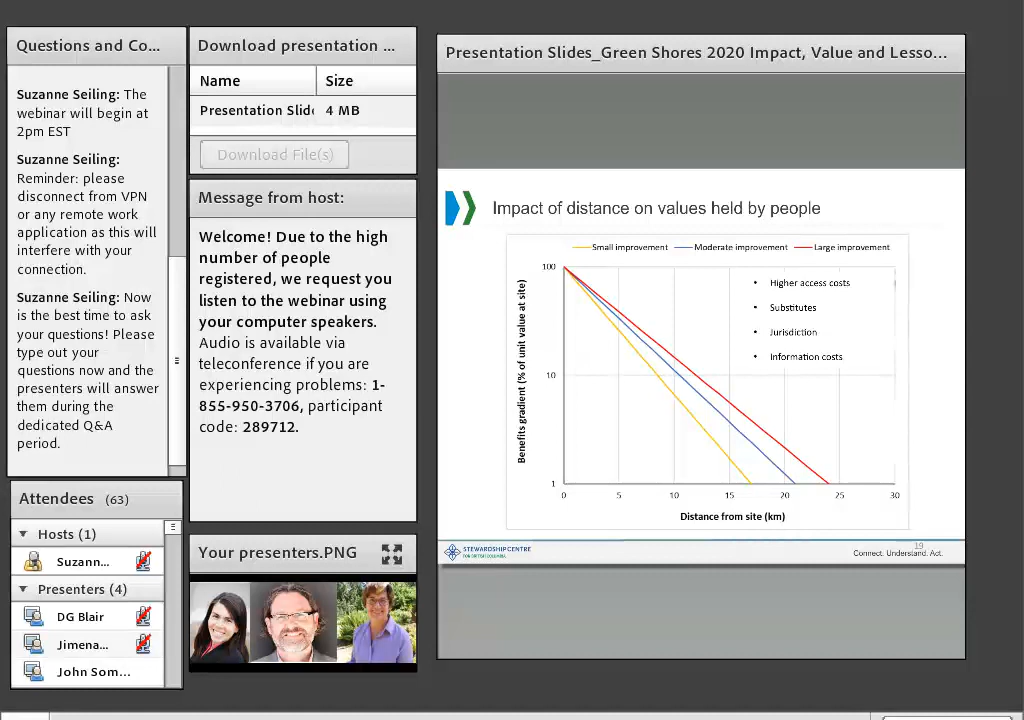 Questions and Co...
Suzanne Seiling: The
webinar will begin at
2pm EST
Suzanne Seiling:
Reminder: please
disconnect from VPN
or any remote work
application as this will
interfere with your
connection.
Suzanne Seiling: Now
is the best time to ask
your questions! Please
type out your
questions now and the
presenters will answer
them during the
dedicated Q&A
period.
Attendees (63)
Hosts (1)
Suzann...
Presenters (4)
DG Blair
Jimena...
John Som...
Download presentation ...
Name Size
Presentation Slid 4 MB
Download File(s)
Message from host:
Welcome! Due to the high
number of people
registered, we request you
listen to the webinar using
your computer speakers.
Audio is available via
teleconference if you are
experiencing problems: 1-
855-950-3706, participant
code: 289712.
Your presenters.PNG
Presentation Slides_Green Shores 2020 Impact, Value and Lesso...
Impact of distance on values held by people
Small improvement Moderate improvement Large improvement
Benefits gradient (% of unit value at site)
100
10
1
• Higher access costs
• Substitutes
• Jurisdiction
• Information costs
0 5 10 15 20 25 30
Distance from site (km)
STEWARDSHIP CENTRE
FOR BRITISH COLUMBIA
19
Connect. Understand. Act.